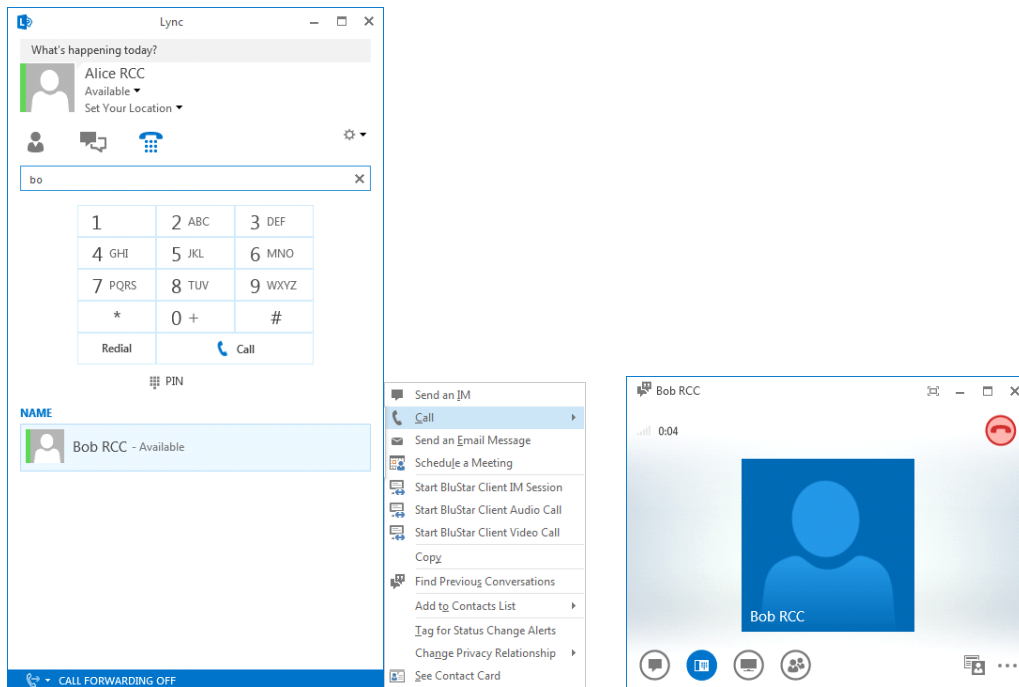 Lync
What's happening today?
Alice RCC
Available
Set Your Location
bo
1 2 ABC 3 DEF
4 GHI 5 JKL 6 MNO
7 PQRS 8 TUV 9 WXYZ
* 0 + #
Redial Call
PIN
NAME
Bob RCC - Available
CALL FORWARDING OFF
Send an IM
Call
Send an Email Message
Schedule a Meeting
Start BluStar Client IM Session
Start BluStar Client Audio Call
Start BluStar Client Video Call
Copy
Find Previous Conversations
Add to Contacts List
Tag for Status Change Alerts
Change Privacy Relationship
See Contact Card
Bob RCC
0:04
Bob RCC